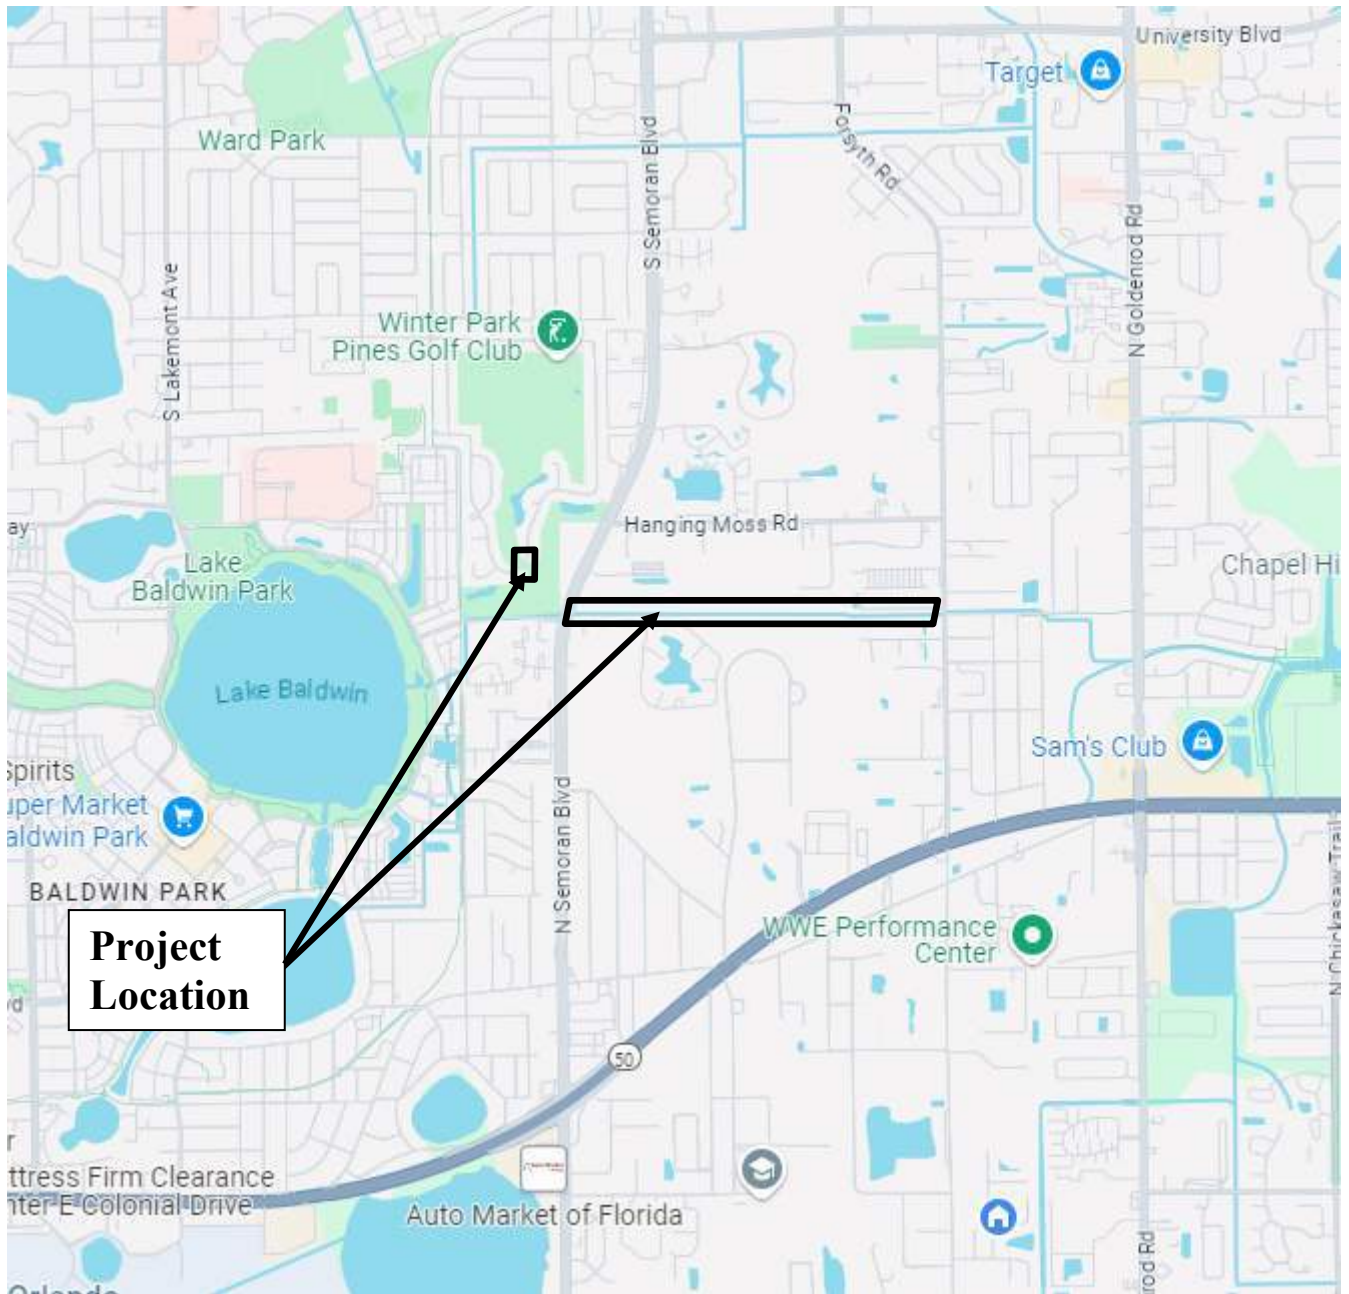 University Blvd
Target
Ward Park
Forsyth Rd
S Semoran Blvd
N Goldenrod Rd
S Lakemont Ave
Winter Park
Pines Golf Club
Hanging Moss Rd
ay
Lake
Baldwin Park
Chapel Hi
Lake Baldwin
Sam's Club
Spirits
uper Market
aldwin Park
N Semoran Blvd
BALDWIN PARK
N Chickasaw Trail
WWE Performance
Center
Project
Location
50
r
ttress Firm Clearance
nter E Colonial Drive
Auto Market of Florida
rod Rd